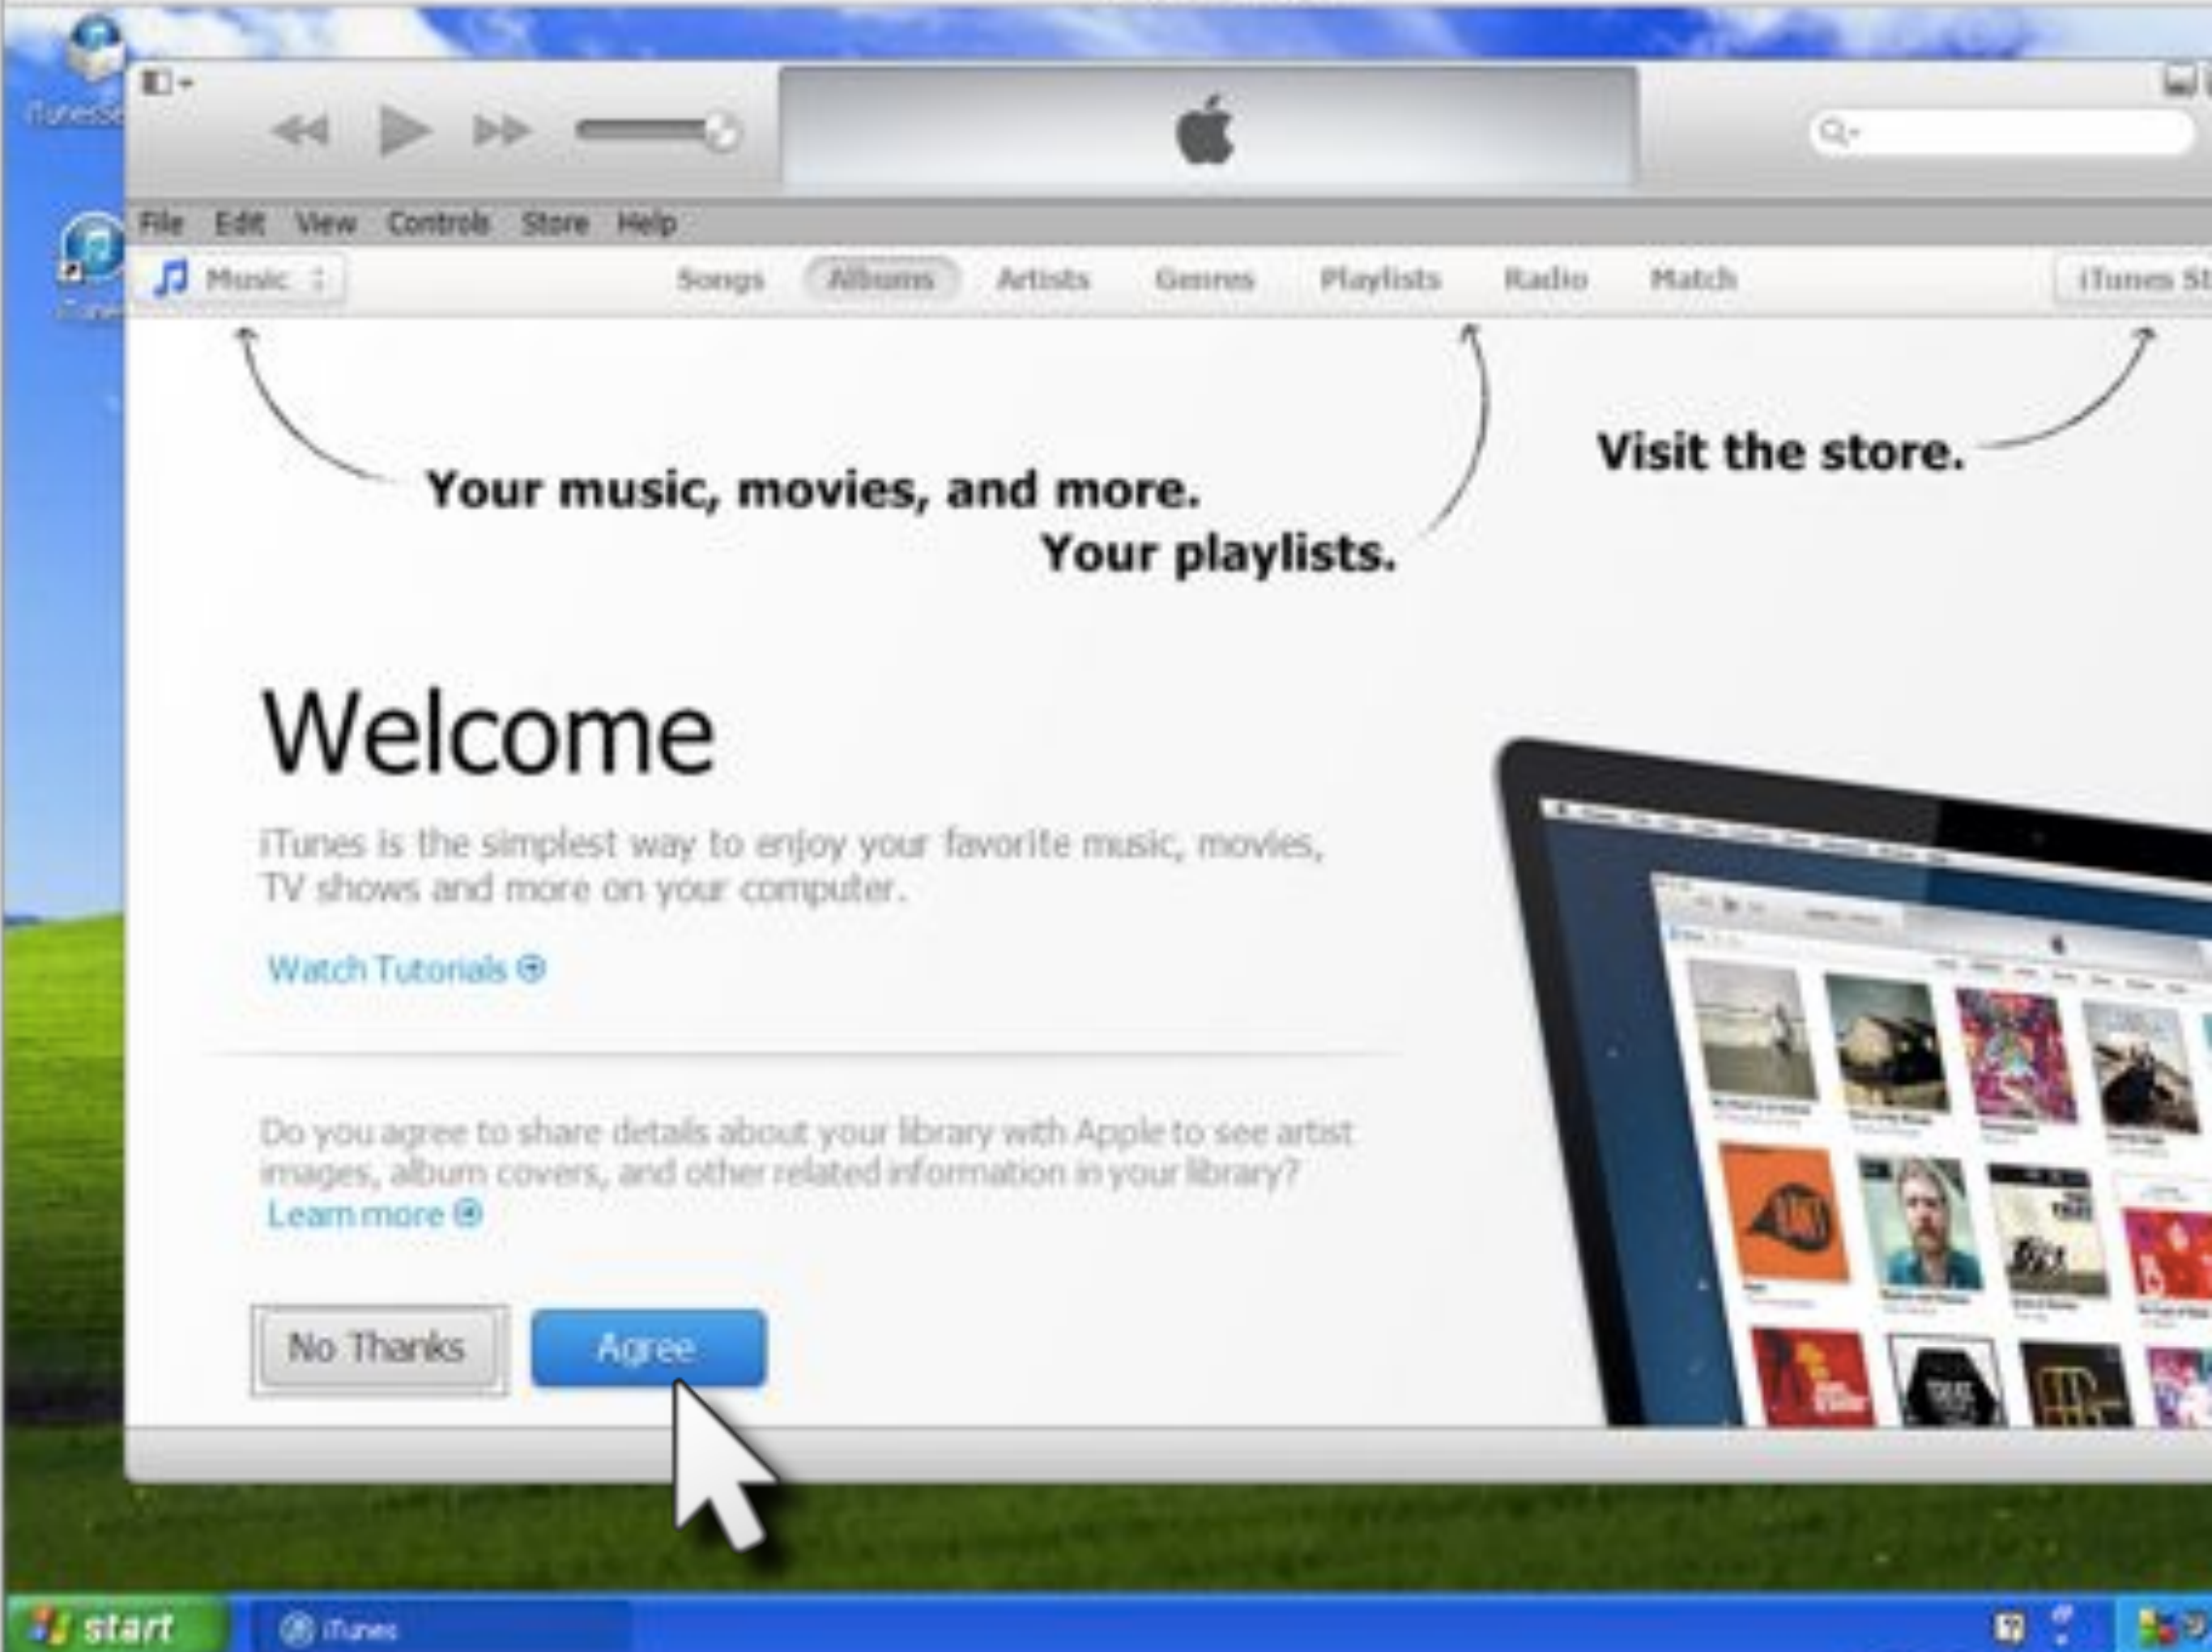 File Edit View Controls Store Help
Music Songs Albums Artists Genres Playlists Radio Match iTunes
Visit the store.
Your music, movies, and more.
Your playlists.
Welcome
iTunes is the simplest way to enjoy your favorite music, movies,
TV shows and more on your computer.
Watch Tutorials
Do you agree to share details about your library with Apple to see artist
images, album covers, and other related information in your library?
Learn more
No Thanks Agree
start iTunes